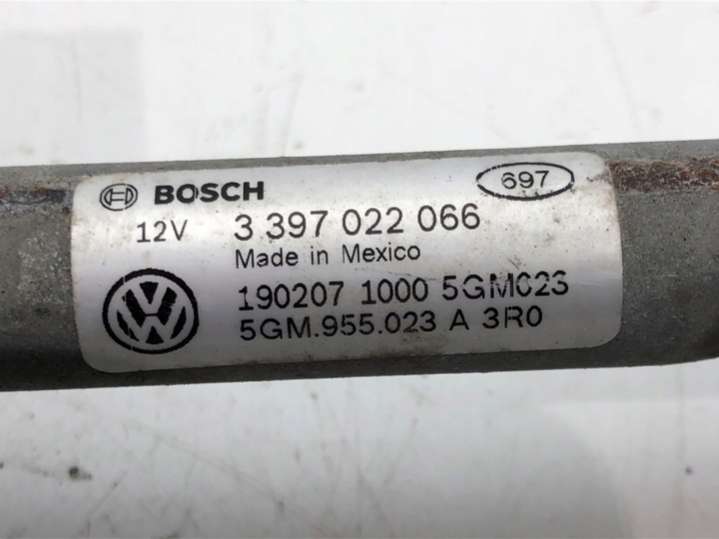 BOSCH 697
12V 3 397 022 066
Made in Mexico
190207 1000 5GM023
5GM.955.023 A 3R0